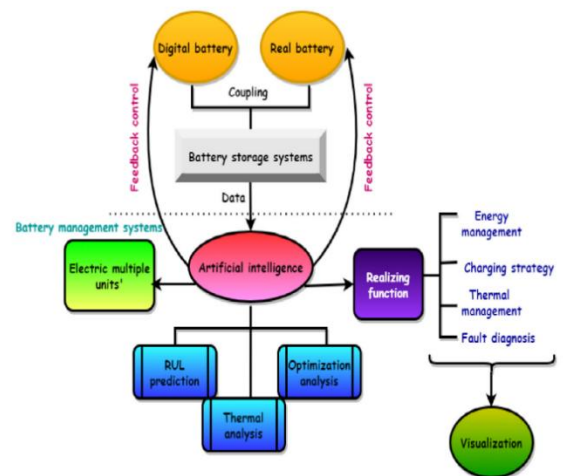 Digital battery
Real battery
Coupling
Feedback control
Feedback control
Battery storage systems
Data
Battery management systems
Electric multiple
units'
Artificial intelligence
Realizing
function
Energy
management
Charging strategy
Thermal
management
Fault diagnosis
RUL
prediction
Optimization
analysis
Thermal
analysis
Visualization